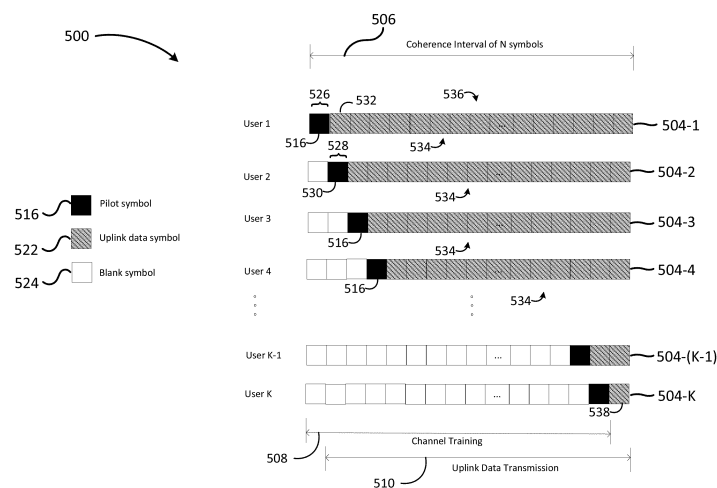 506
500
Coherence Interval of N symbols
526
532
536
User 1
...
504-1
516
528
534
User 2
...
504-2
530
534
516
Pilot symbol
User 3
...
504-3
522
Uplink data symbol
516
534
524
Blank symbol
User 4
...
504-4
516
534
User K-1
...
504-(K-1)
User K
...
504-K
538
508
Channel Training
510
Uplink Data Transmission